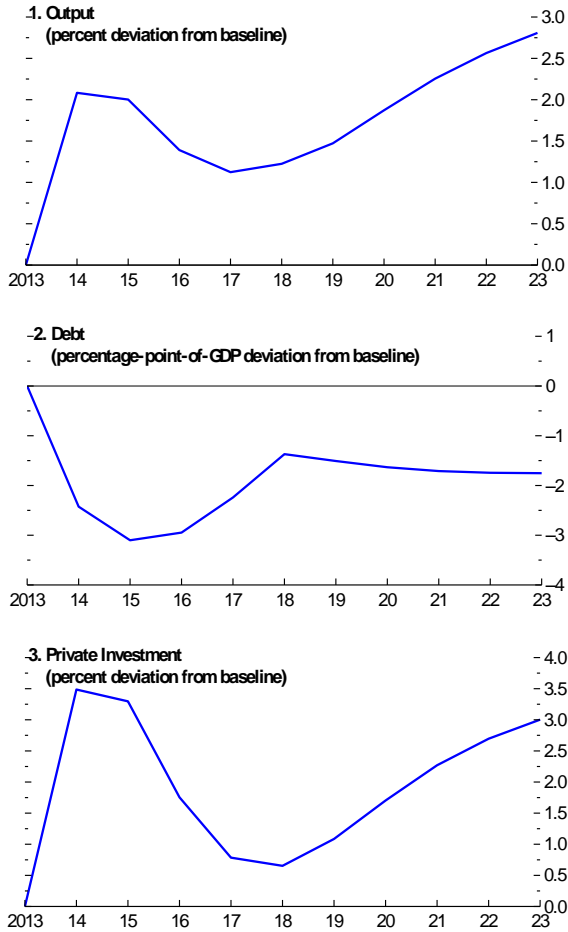 1. Output
(percent deviation from baseline)
3.0
2.5
2.0
1.5
1.0
0.5
0.0
2013 14 15 16 17 18 19 20 21 22 23
2. Debt
(percentage-point-of-GDP deviation from baseline)
1
0
–1
–2
–3
–4
2013 14 15 16 17 18 19 20 21 22 23
3. Private Investment
(percent deviation from baseline)
4.0
3.5
3.0
2.5
2.0
1.5
1.0
0.5
0.0
2013 14 15 16 17 18 19 20 21 22 23